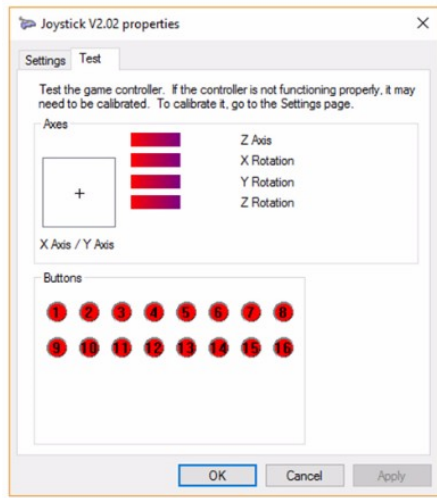 Joystick V2.02 properties
Settings Test
Test the game controller. If the controller is not functioning properly, it may
need to be calibrated. To calibrate it, go to the Settings page.
Axes
Z Axis
X Rotation
Y Rotation
Z Rotation
X Axis / Y Axis
Buttons
1 2 3 4 5 6 7 8
9 10 11 12 13 14 15 16
OK Cancel Apply